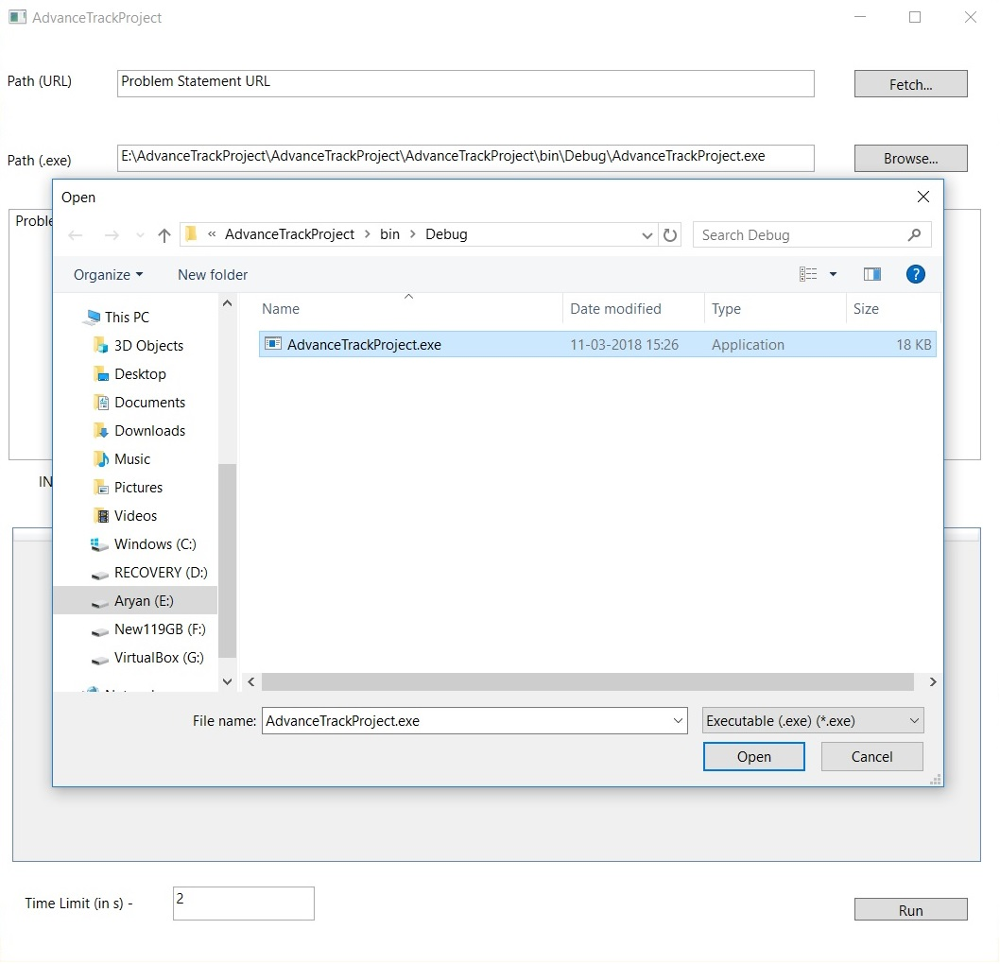 AdvanceTrackProject
Path (URL)
Problem Statement URL
Fetch...
Path (.exe)
E:\AdvanceTrackProject\AdvanceTrackProject\AdvanceTrackProject\bin\Debug\AdvanceTrackProject.exe
Browse...
Open
« AdvanceTrackProject > bin > Debug
Search Debug
Organize
New folder
?
Name
Date modified
Type
Size
AdvanceTrackProject.exe
11-03-2018 15:26
Application
18 KB
This PC
3D Objects
Desktop
Documents
Downloads
Music
Pictures
Videos
Windows (C:)
RECOVERY (D:)
Aryan (E:)
New119GB (F:)
VirtualBox (G:)
File name:
AdvanceTrackProject.exe
Executable (.exe) (*.exe)
Open
Cancel
Time Limit (in s) -
2
Run